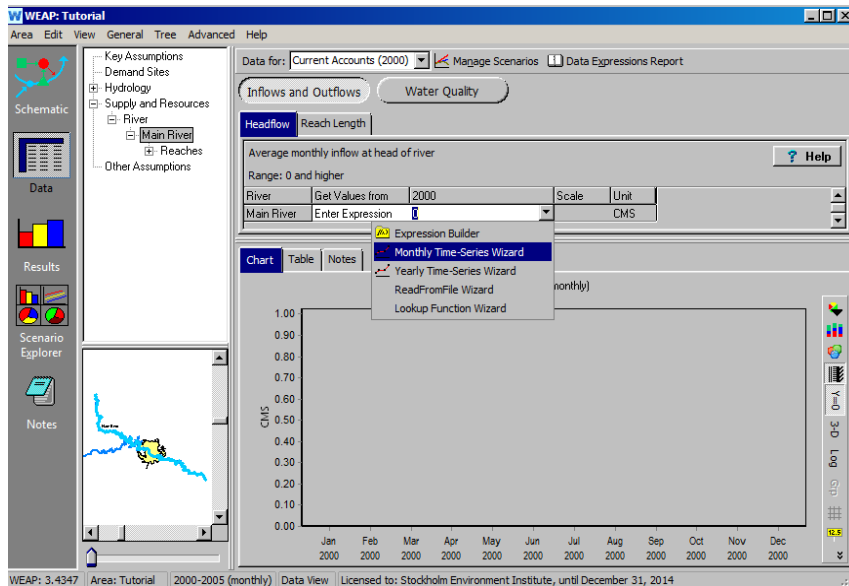 WEAP: Tutorial
Area Edit View General Tree Advanced Help
Schematic
Data
Results
Scenario
Explorer
Notes
Key Assumptions
Demand Sites
Hydrology
Supply and Resources
River
Main River
Reaches
Other Assumptions
Data for: Current Accounts (2000) Manage Scenarios Data Expressions Report
Inflows and Outflows Water Quality
Headflow Reach Length
Average monthly inflow at head of river
? Help
Range: 0 and higher
River Get Values from 2000 Scale Unit
Main River Enter Expression 0 CMS
Expression Builder
Monthly Time-Series Wizard
Yearly Time-Series Wizard
ReadFromFile Wizard
Lookup Function Wizard
Chart Table Notes
monthly)
CMS
1.00
0.90
0.80
0.70
0.60
0.50
0.40
0.30
0.20
0.10
0.00
Jan Feb Mar Apr May Jun Jul Aug Sep Oct Nov Dec
2000 2000 2000 2000 2000 2000 2000 2000 2000 2000 2000 2000
Y=0
3-D
Log
Gp
12.5
WEAP: 3.4347 Area: Tutorial 2000-2005 (monthly) Data View Licensed to: Stockholm Environment Institute, until December 31, 2014